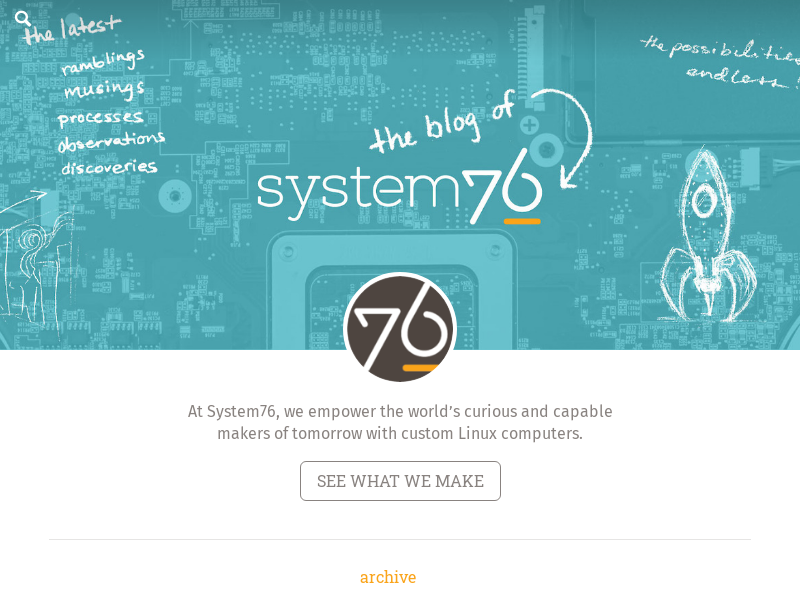 the latest
ramblings
musings
processes
observations
discoveries
the possibilities
endless
the blog of
system76
76
At System76, we empower the world's curious and capable
makers of tomorrow with custom Linux computers.
SEE WHAT WE MAKE
archive